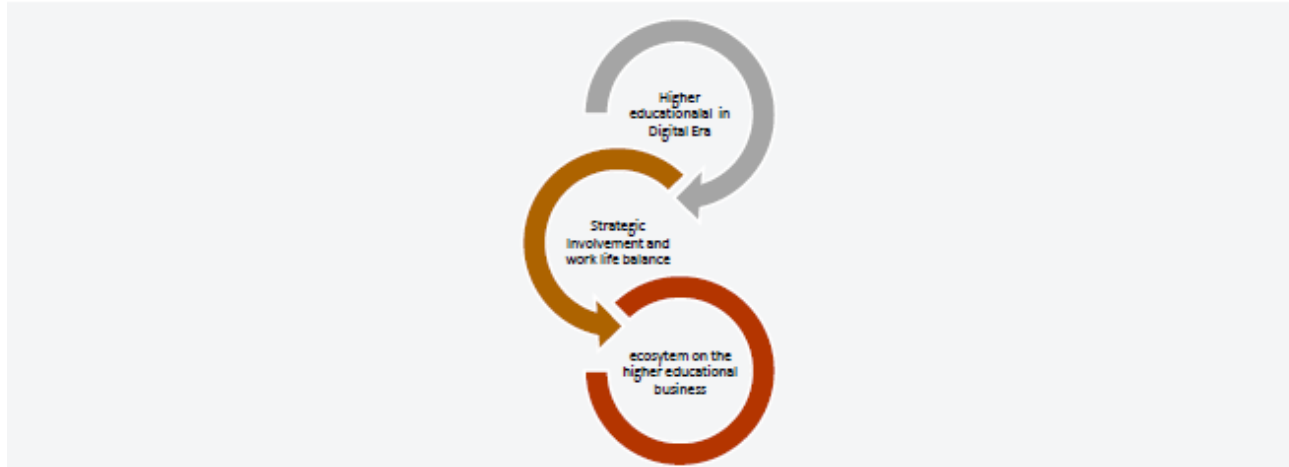 Higher
educationalal in
Digital Era
Strategic
Involvement and
work life balance
ecosytem on the
higher educational
business